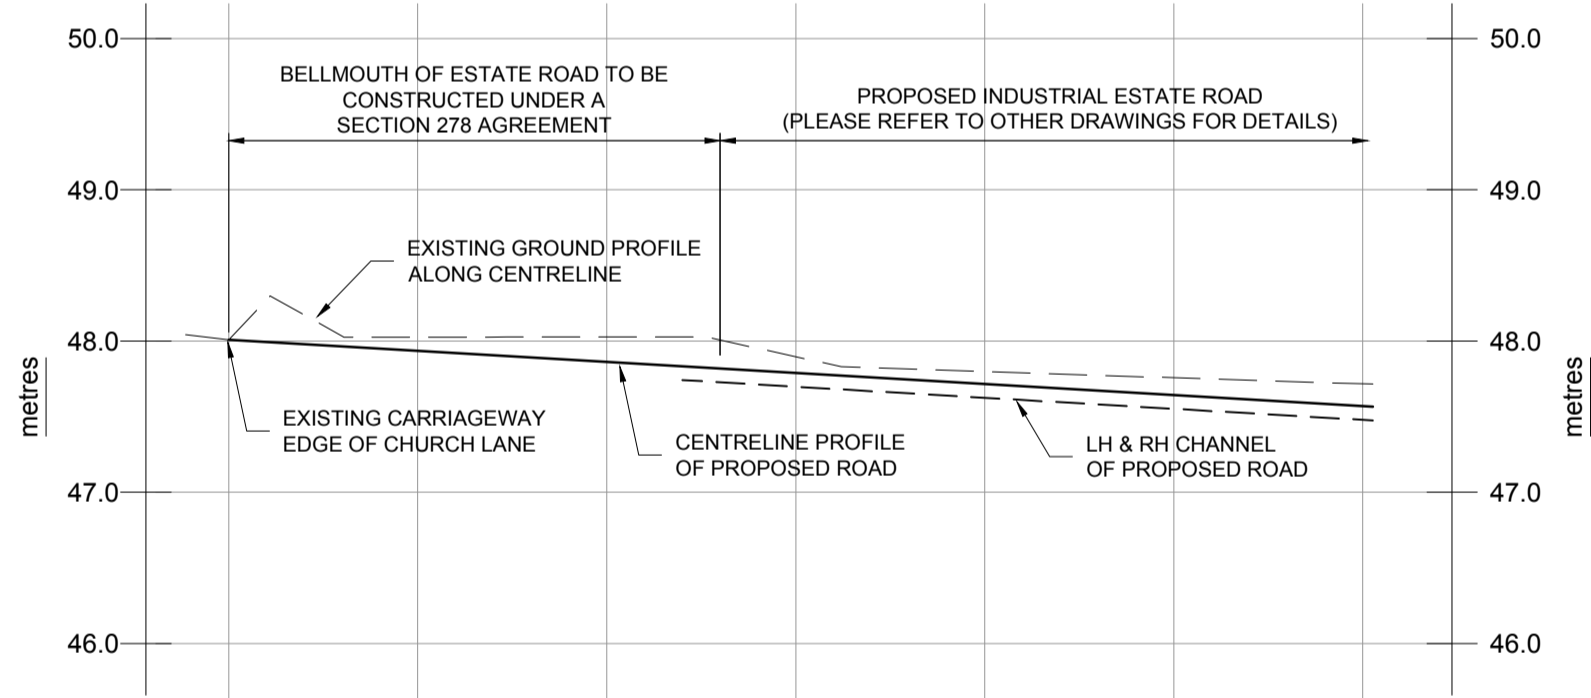 50.0
50.0
BELLMOUTH OF ESTATE ROAD TO BE
CONSTRUCTED UNDER A
SECTION 278 AGREEMENT
PROPOSED INDUSTRIAL ESTATE ROAD
(PLEASE REFER TO OTHER DRAWINGS FOR DETAILS)
49.0
49.0
EXISTING GROUND PROFILE
ALONG CENTRELINE
48.0
48.0
metres
metres
EXISTING CARRIAGEWAY
EDGE OF CHURCH LANE
CENTRELINE PROFILE
OF PROPOSED ROAD
LH & RH CHANNEL
OF PROPOSED ROAD
47.0
47.0
46.0
46.0